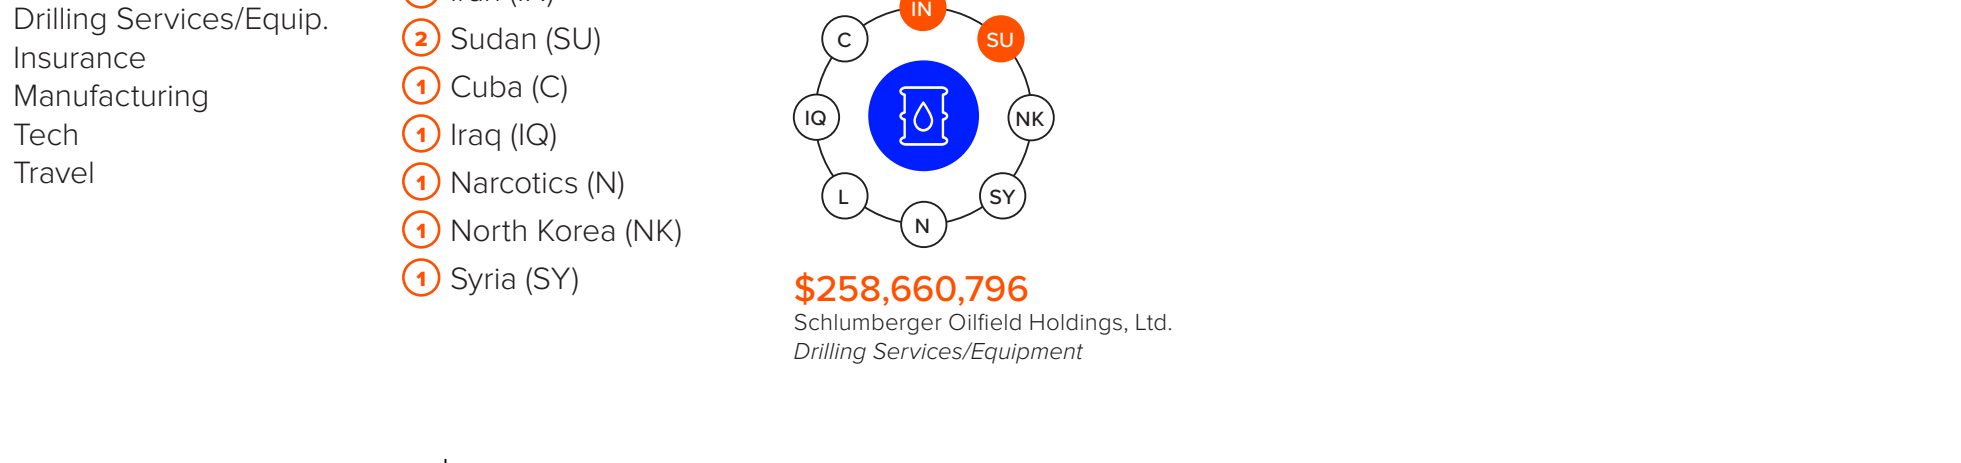 Drilling Services/Equip.
Insurance
Manufacturing
Tech
Travel
2 Sudan (SU)
1 Cuba (C)
1 Iraq (IQ)
1 Narcotics (N)
1 North Korea (NK)
1 Syria (SY)
IN
C
SU
IQ
NK
L
SY
N
$258,660,796
Schlumberger Oilfield Holdings, Ltd.
Drilling Services/Equipment